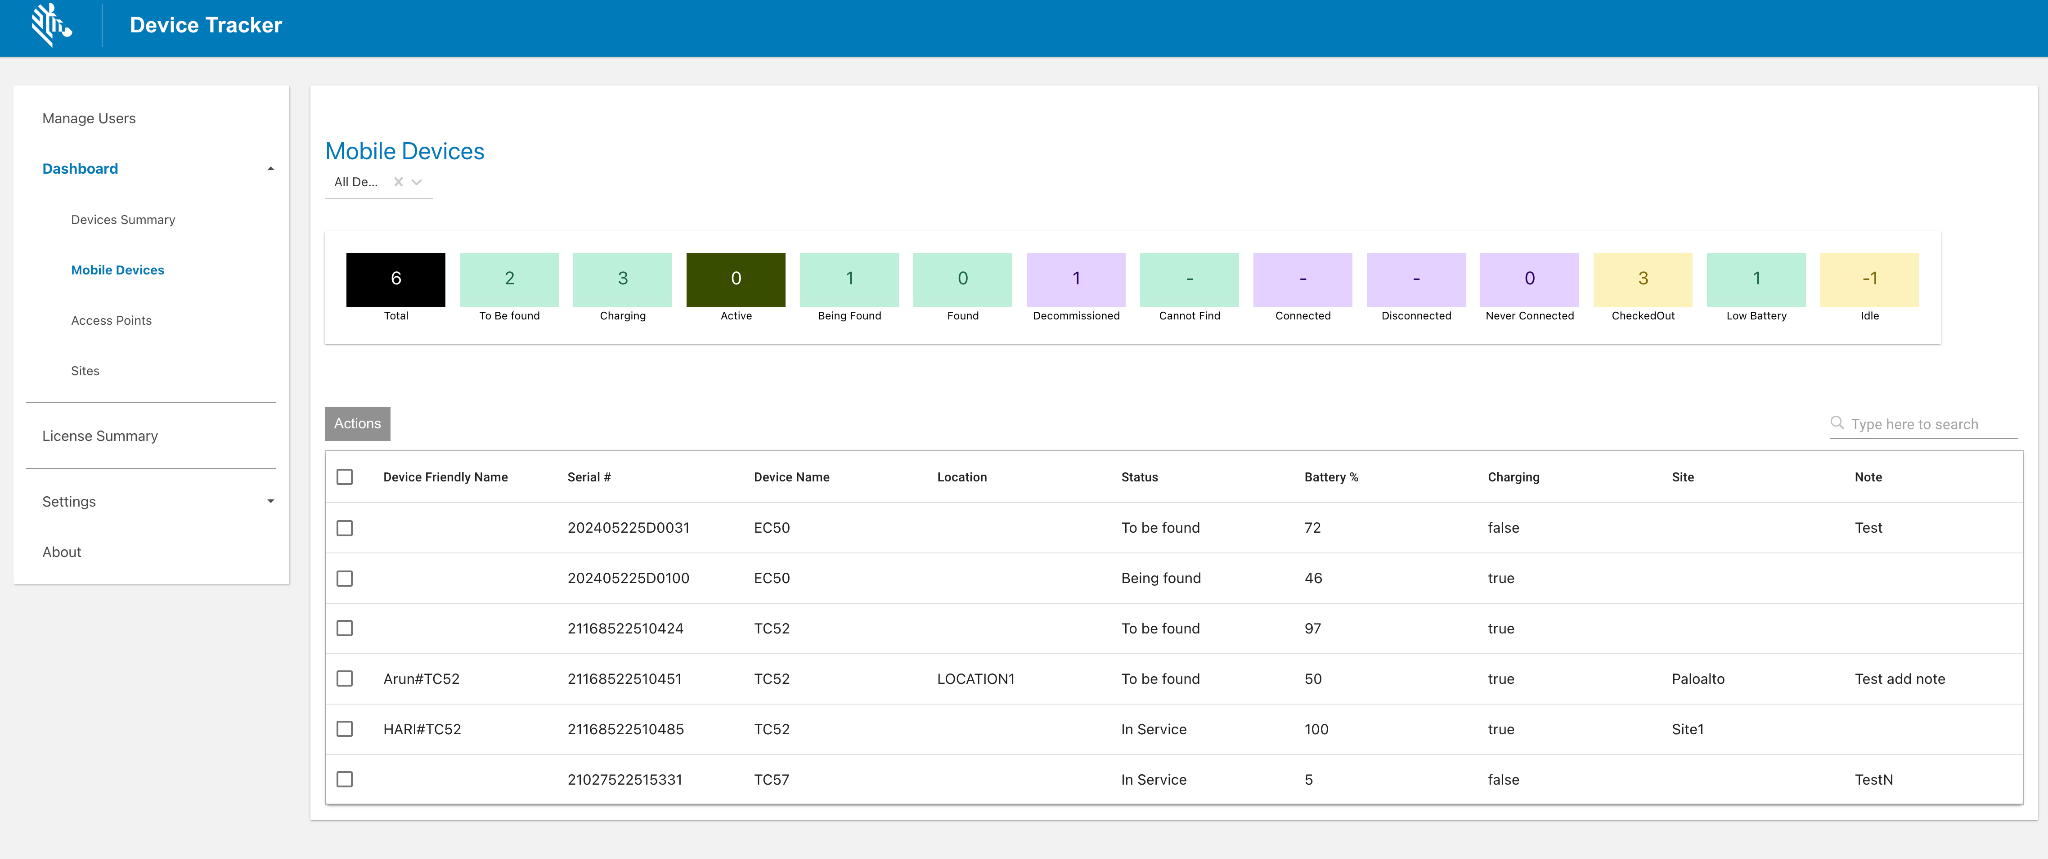 Device Tracker
Manage Users
Dashboard
Devices Summary
Mobile Devices
Access Points
Sites
License Summary
Settings
About
Mobile Devices
All De...
6 2 3 0 1 0 1 - - - 0 3 1 -1
Total To Be found Charging Active Being Found Found Decommissioned Cannot Find Connected Disconnected Never Connected CheckedOut Low Battery Idle
Actions
Type here to search
Device Friendly Name Serial # Device Name Location Status Battery % Charging Site Note
202405225D0031 EC50 To be found 72 false Test
202405225D0100 EC50 Being found 46 true
21168522510424 TC52 To be found 97 true
Arun#TC52 21168522510451 TC52 LOCATION1 To be found 50 true Paloalto Test add note
HARI#TC52 21168522510485 TC52 In Service 100 true Site1
21027522515331 TC57 In Service 5 false TestN